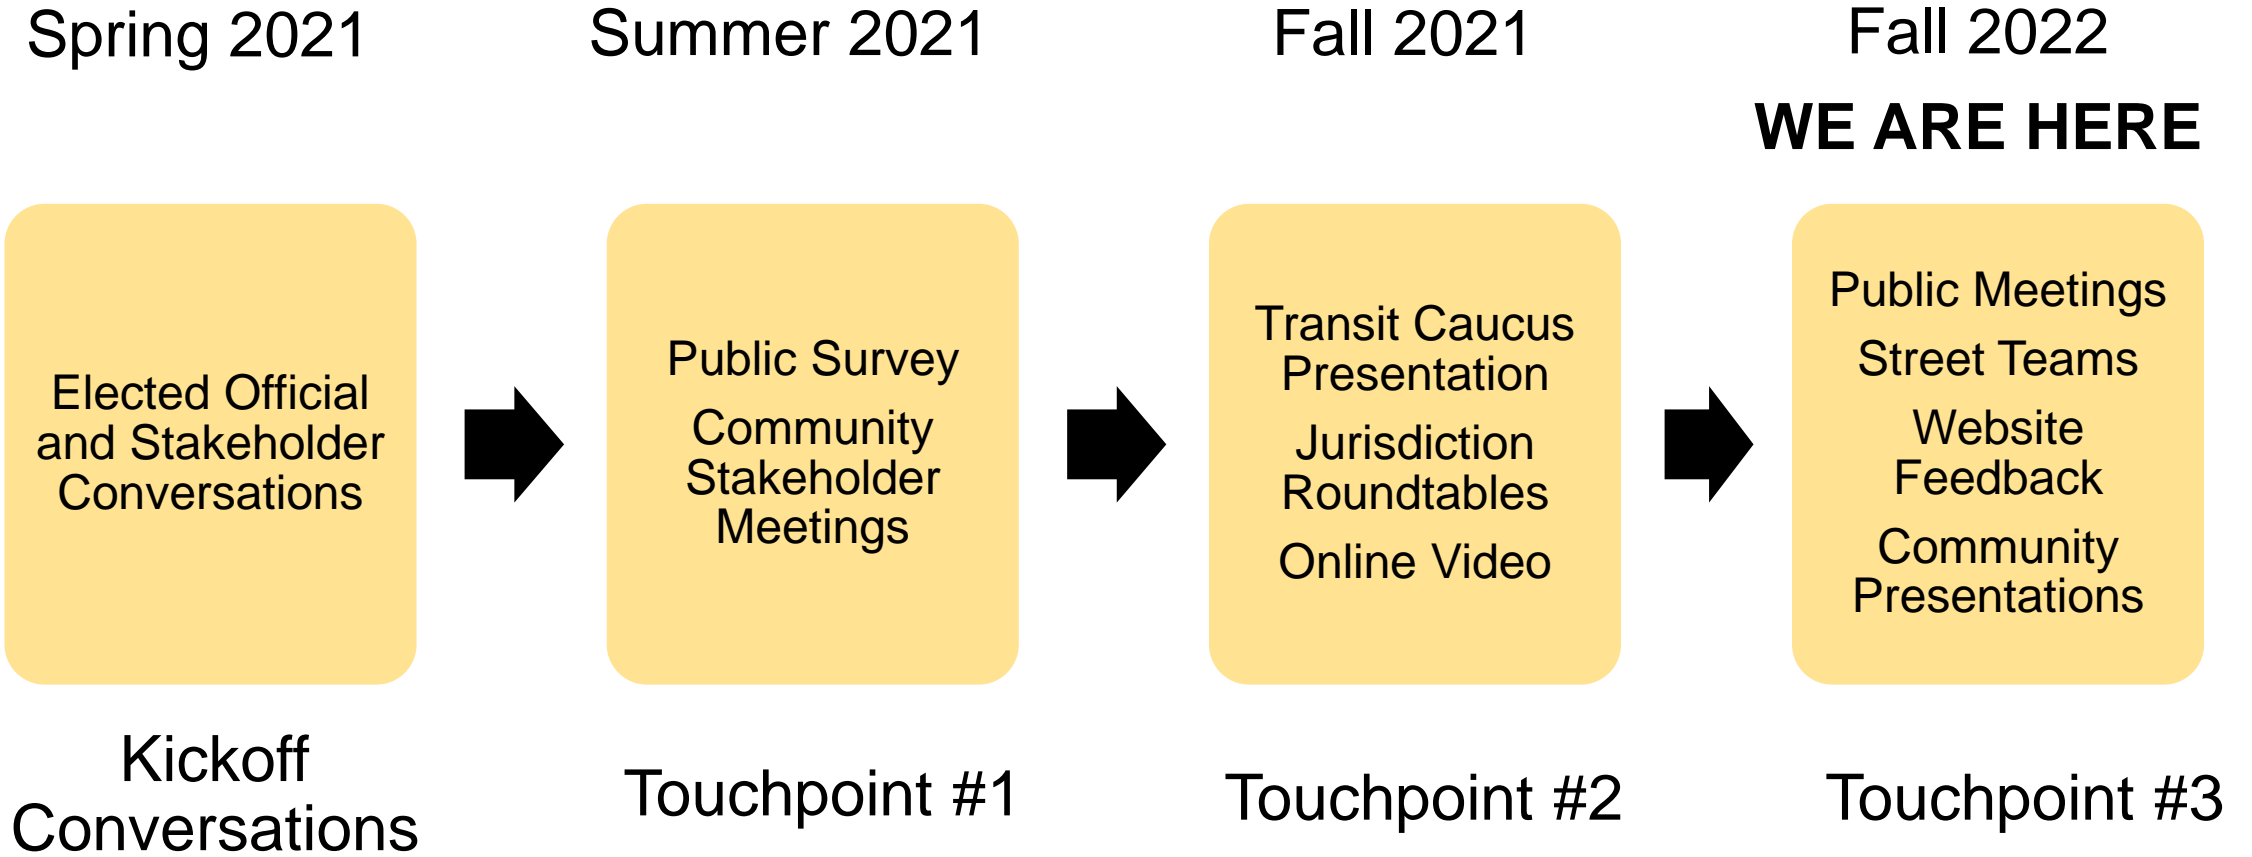 Spring 2021
Summer 2021
Fall 2021
Fall 2022
WE ARE HERE
Elected Official
and Stakeholder
Conversations
Public Survey
Community
Stakeholder
Meetings
Transit Caucus
Presentation
Jurisdiction
Roundtables
Online Video
Public Meetings
Street Teams
Website
Feedback
Community
Presentations
Kickoff
Conversations
Touchpoint #1
Touchpoint #2
Touchpoint #3